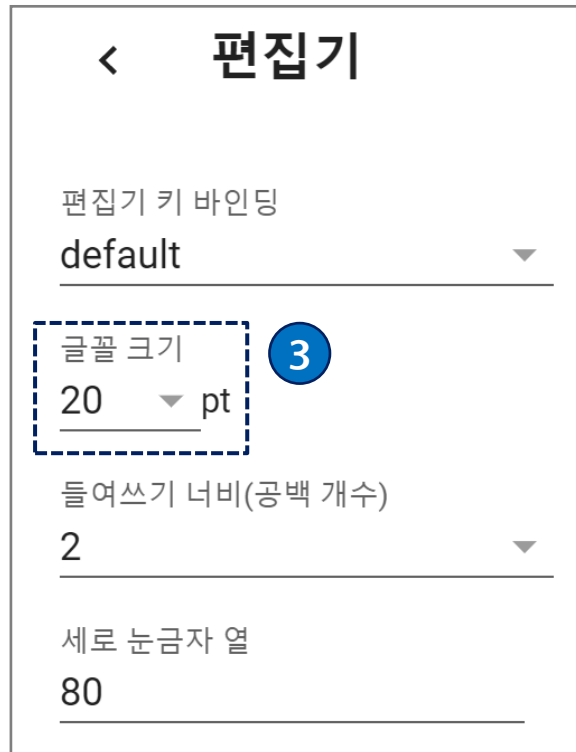 편집기
편집기 키 바인딩
default
글꼴 크기
3
20 pt
들여쓰기 너비(공백 개수)
2
세로 눈금자 열
80